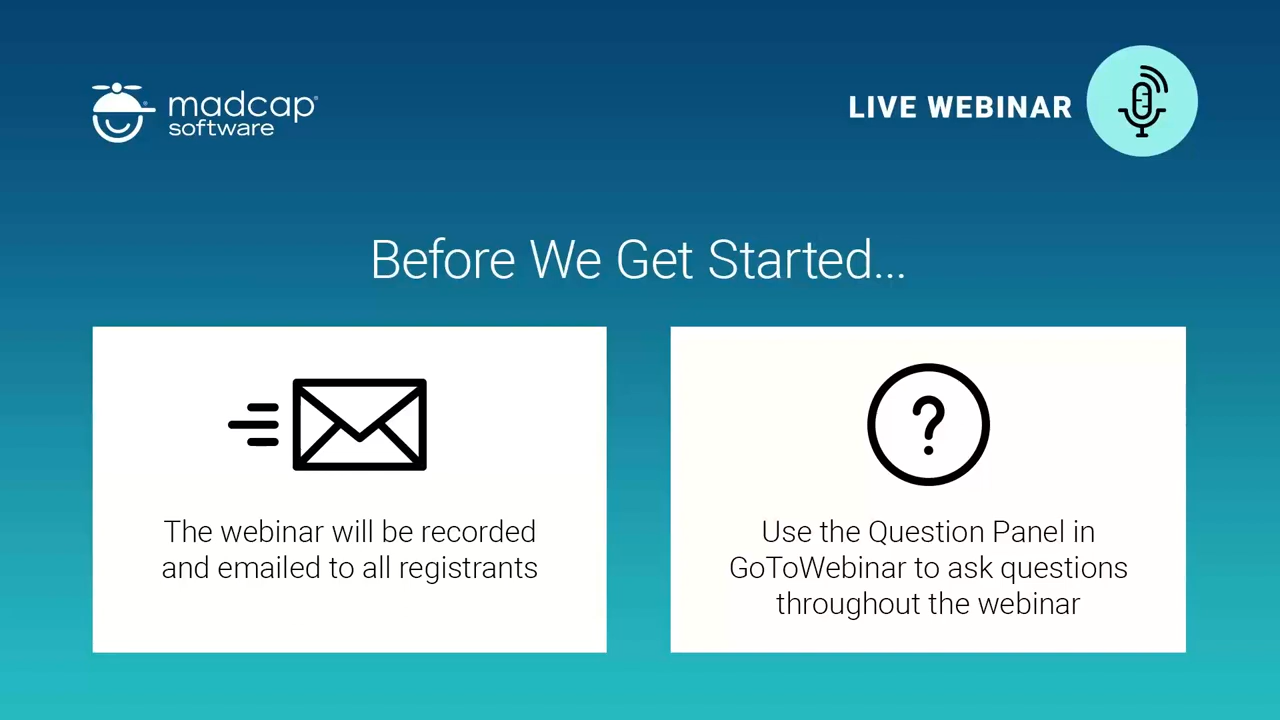 madcap®
software
LIVE WEBINAR
Before We Get Started...
The webinar will be recorded
and emailed to all registrants
?
Use the Question Panel in
GoToWebinar to ask questions
throughout the webinar